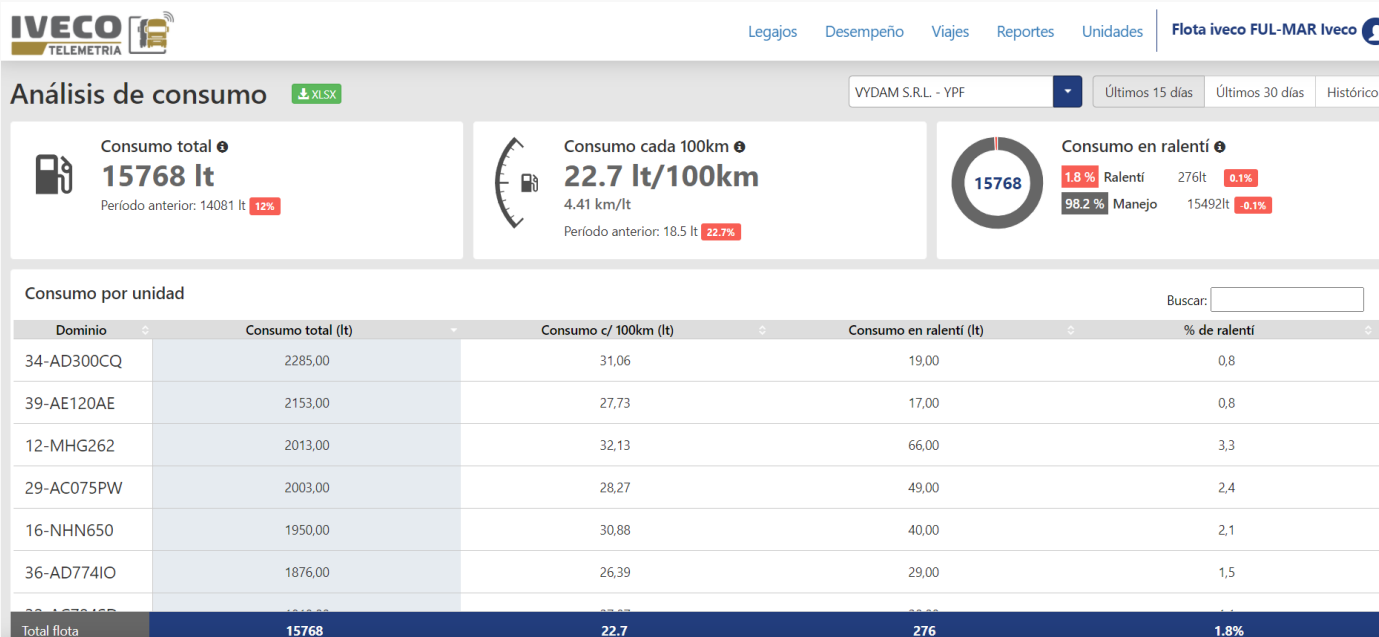 IVECO
TELEMETRIA
Legajos Desempeño Viajes Reportes Unidades Flota iveco FUL-MAR Iveco
Análisis de consumo XLSX VYDAM S.R.L. - YPF Últimos 15 días Últimos 30 días Histórico
Consumo total
15768 lt
Período anterior: 14081 lt 12%
Consumo cada 100km
22.7 lt/100km
4.41 km/lt
Período anterior: 18.5 lt 22.7%
15768
Consumo en ralentí
1.8 % Ralentí 276lt 0.1%
98.2 % Manejo 15492lt -0.1%
Consumo por unidad
Buscar:
Dominio Consumo total (lt) Consumo c/ 100km (lt) Consumo en ralentí (lt) % de ralentí
34-AD300CQ 2285,00 31,06 19,00 0,8
39-AE120AE 2153,00 27,73 17,00 0,8
12-MHG262 2013,00 32,13 66,00 3,3
29-AC075PW 2003,00 28,27 49,00 2,4
16-NHN650 1950,00 30,88 40,00 2,1
36-AD774IO 1876,00 26,39 29,00 1,5
Total flota 15768 22.7 276 1.8%